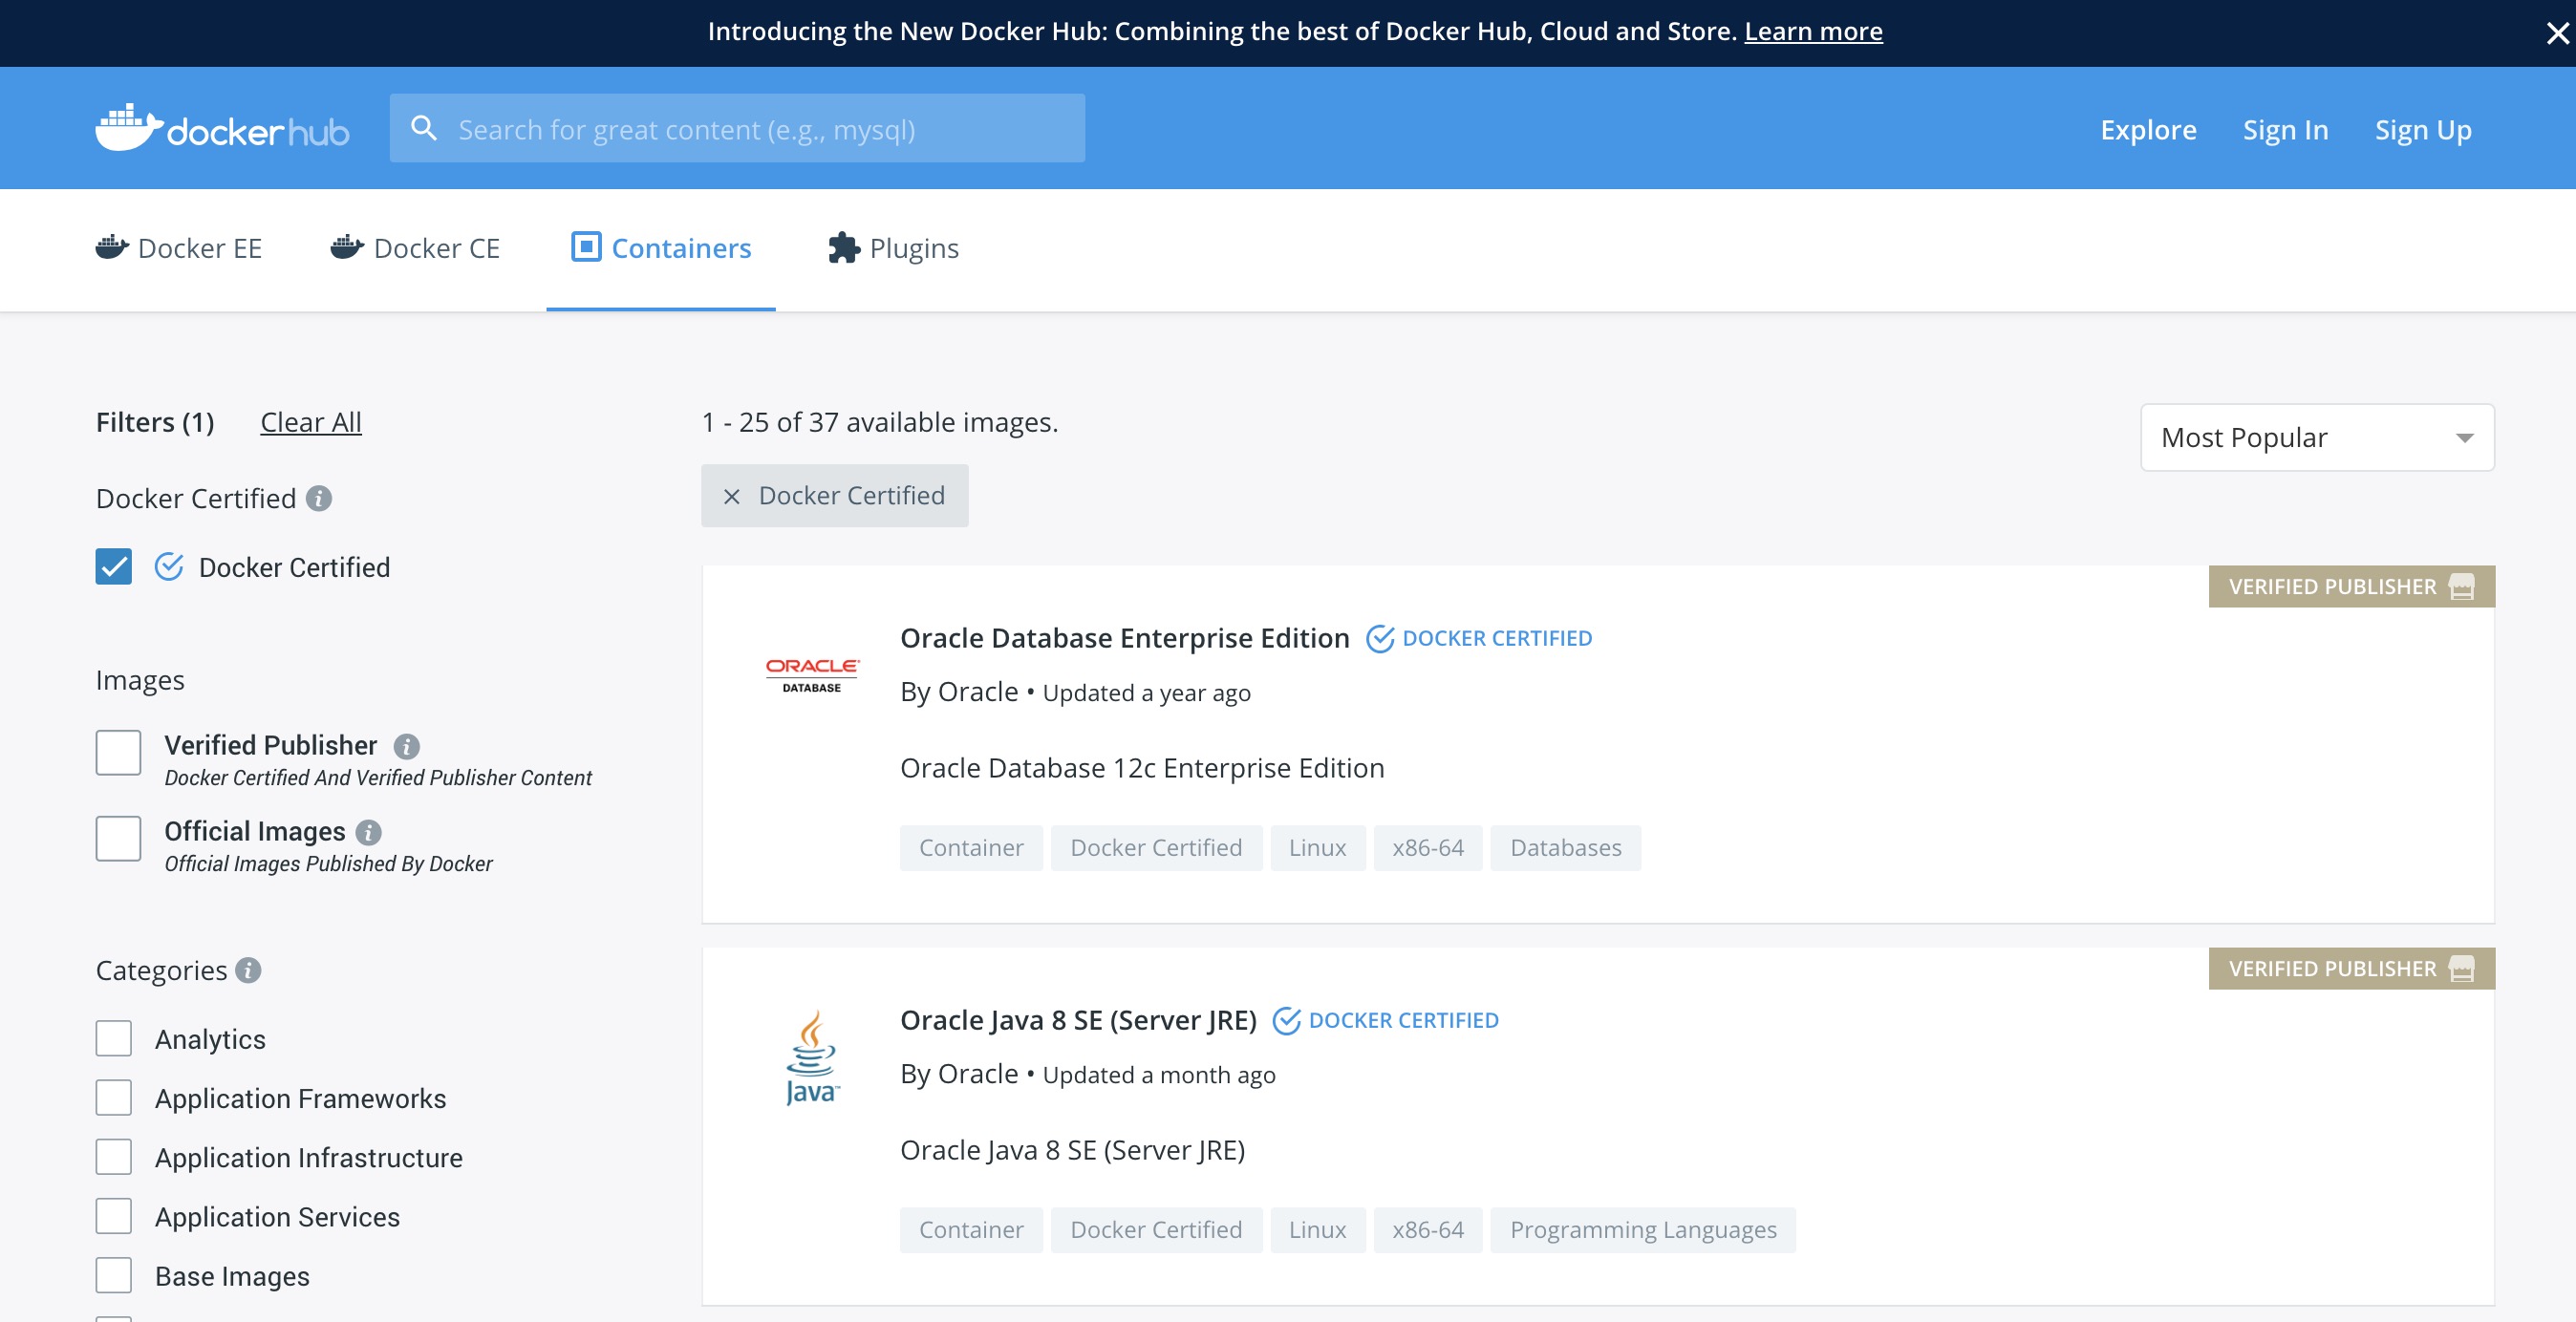 Introducing the New Docker Hub: Combining the best of Docker Hub, Cloud and Store. Learn more
dockerhub
Search for great content (e.g., mysql)
Explore
Sign In
Sign Up
Docker EE
Docker CE
Containers
Plugins
Filters (1)
Clear All
Docker Certified
Docker Certified
Images
Verified Publisher
Docker Certified And Verified Publisher Content
Official Images
Official Images Published By Docker
Categories
Analytics
Application Frameworks
Application Infrastructure
Application Services
Base Images
1 - 25 of 37 available images.
Most Popular
Docker Certified
VERIFIED PUBLISHER
ORACLE
DATABASE
Oracle Database Enterprise Edition DOCKER CERTIFIED
By Oracle • Updated a year ago
Oracle Database 12c Enterprise Edition
Container Docker Certified Linux x86-64 Databases
VERIFIED PUBLISHER
Java™
Oracle Java 8 SE (Server JRE) DOCKER CERTIFIED
By Oracle • Updated a month ago
Oracle Java 8 SE (Server JRE)
Container Docker Certified Linux x86-64 Programming Languages